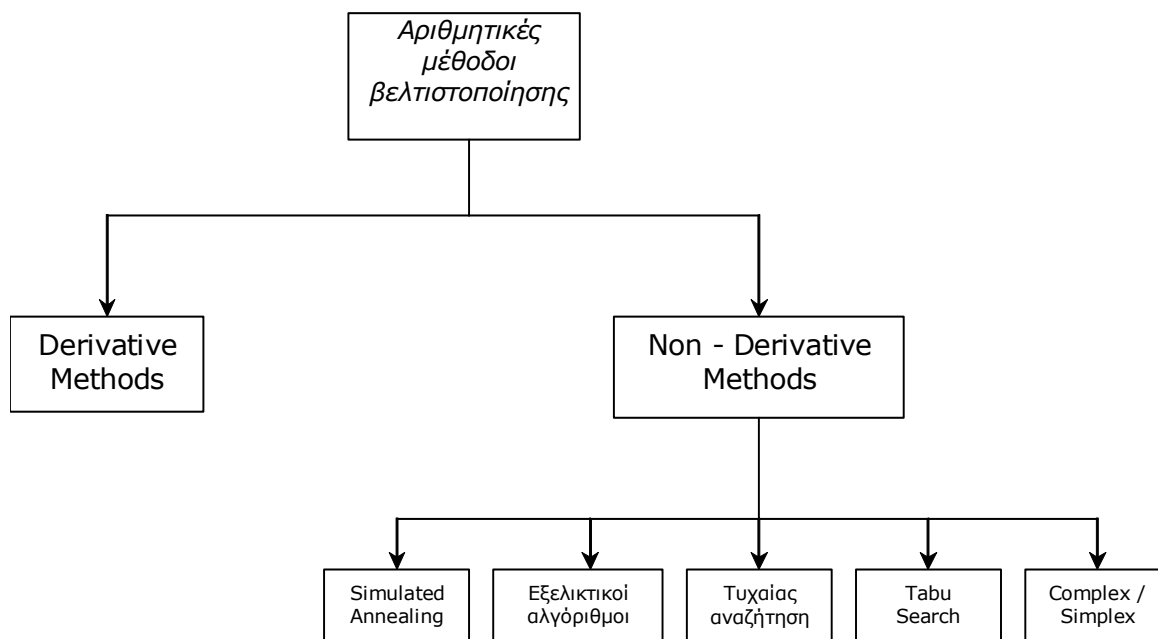 Αριθμητικές
μέθοδοι
βελτιστοποίησης
Derivative
Methods
Non - Derivative
Methods
Simulated
Annealing
Εξελικτικοί
αλγόριθμοι
Τυχαίας
αναζήτηση
Tabu
Search
Complex /
Simplex